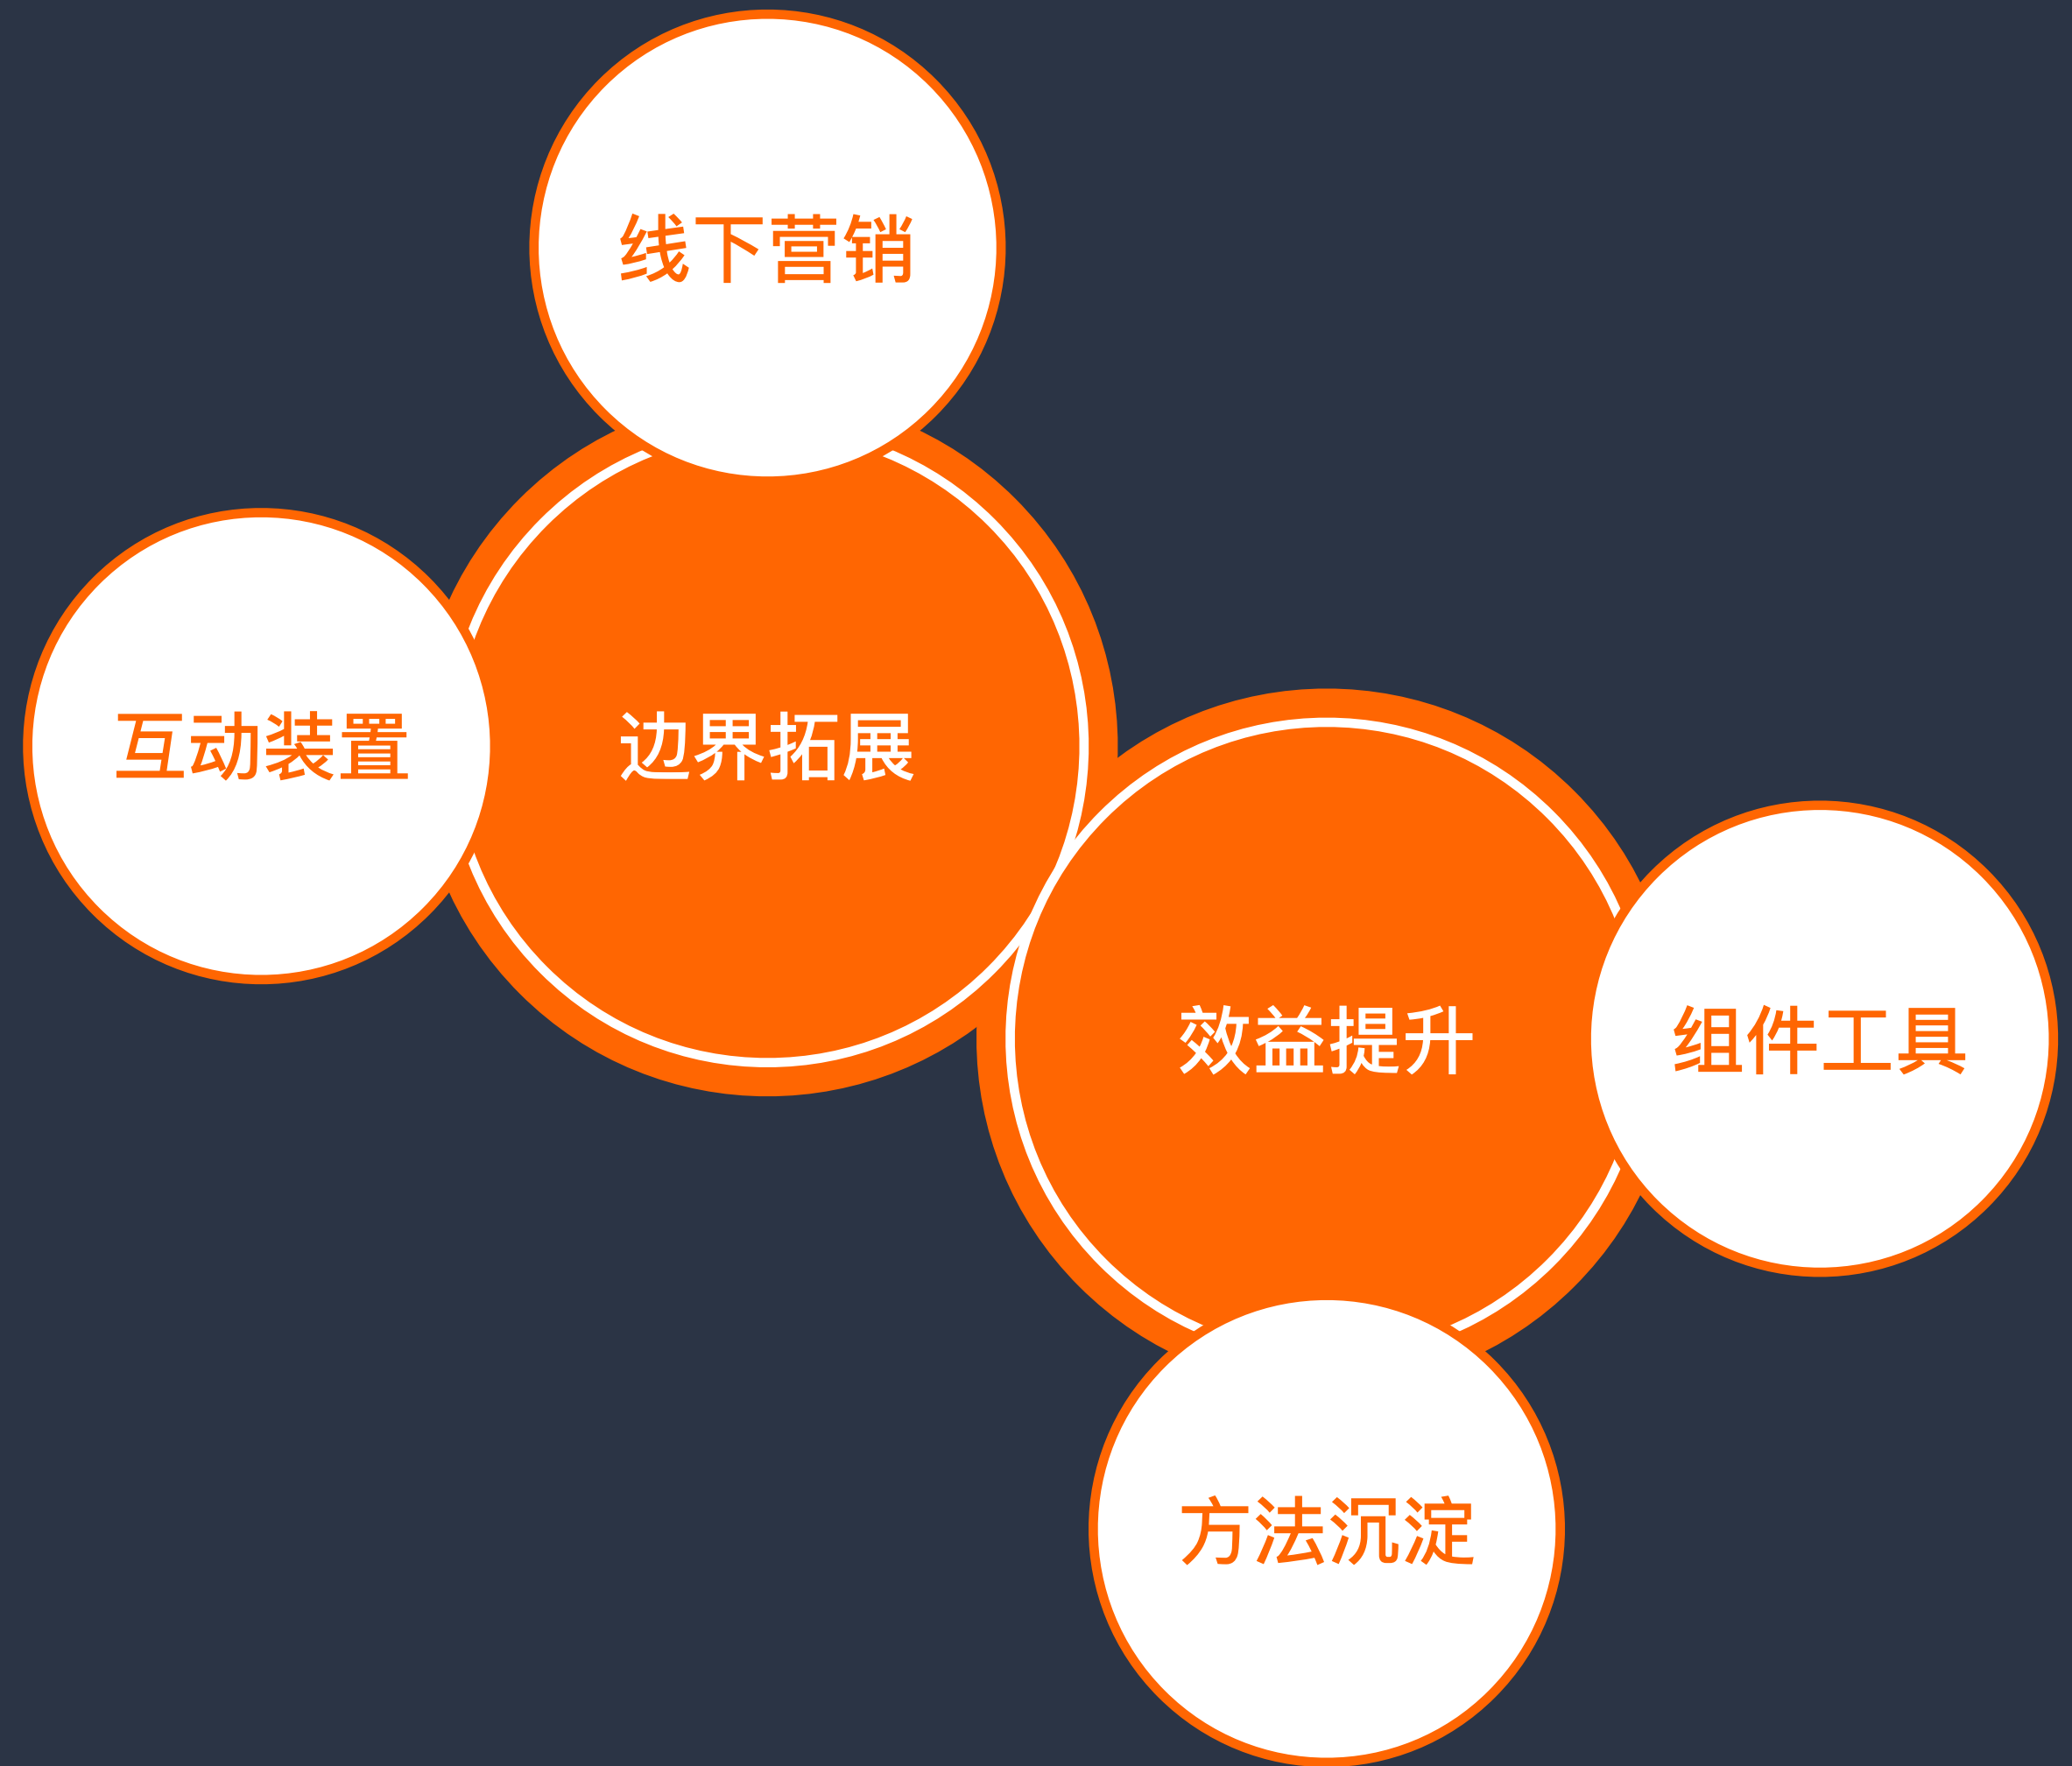 线下营销
互动装置
边界拓展
效益提升
组件工具
方法沉淀